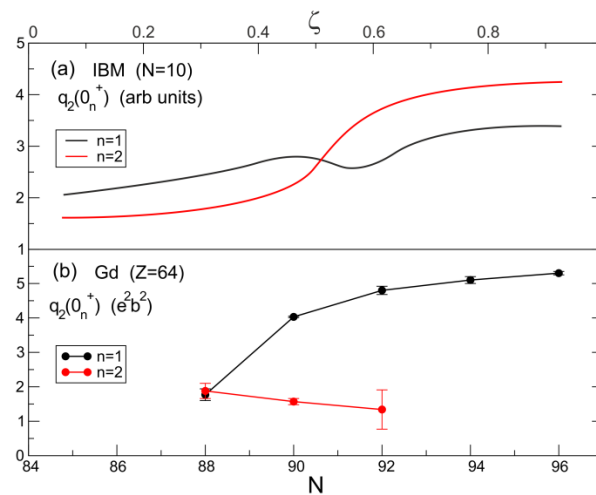 0 0.2 0.4 ζ 0.6 0.8
5
(a) IBM (N=10)
4
q₂(0ₙ⁺) (arb units)
3
n=1
n=2
2
1
(b) Gd (Z=64)
5
q₂(0ₙ⁺) (e²b²)
4
3
n=1
n=2
2
1
0
84 86 88 90 92 94 96
N